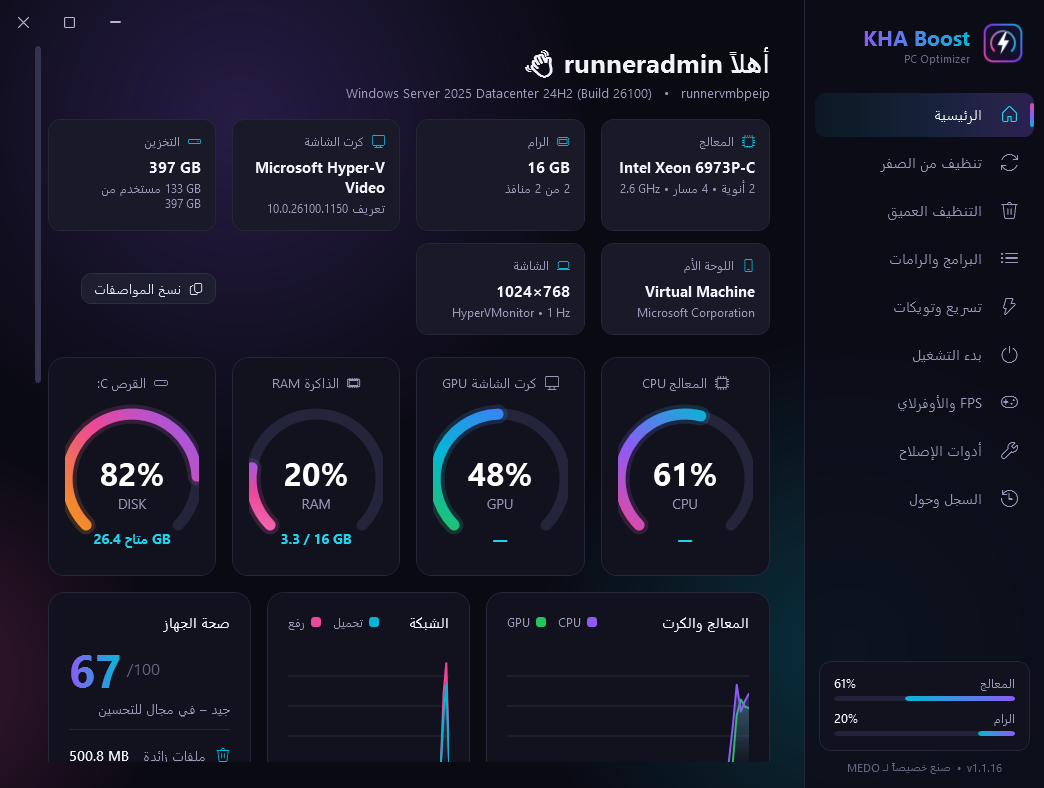 KHA Boost
PC Optimizer
الرئيسية
تنظيف من الصفر
التنظيف العميق
البرامج والرامات
تسريع وتويكات
بدء التشغيل
FPS والأوفرلاي
أدوات الإصلاح
السجل وحول
المعالج 61%
الرام 20%
v1.1.16 • صنع خصيصاً لـ MEDO
أهلاً runneradmin
runnervmbpeip • Windows Server 2025 Datacenter 24H2 (Build 26100)
المعالج
Intel Xeon 6973P-C
2 أنوية • 4 مسار • 2.6 GHz
الرام
16 GB
2 من 2 منافذ
كرت الشاشة
Microsoft Hyper-V
Video
تعريف 10.0.26100.1150
التخزين
397 GB
133 GB مستخدم من
397 GB
اللوحة الأم
Virtual Machine
Microsoft Corporation
الشاشة
1024×768
HyperVMonitor • 1 Hz
نسخ المواصفات
المعالج CPU
61%
CPU
—
كرت الشاشة GPU
48%
GPU
—
الذاكرة RAM
20%
RAM
3.3 / 16 GB
القرص C:
82%
DISK
26.4 متاح GB
المعالج والكرت
CPU
GPU
الشبكة
تحميل
رفع
صحة الجهاز
67 /100
جيد – في مجال للتحسين
ملفات زائدة 500.8 MB